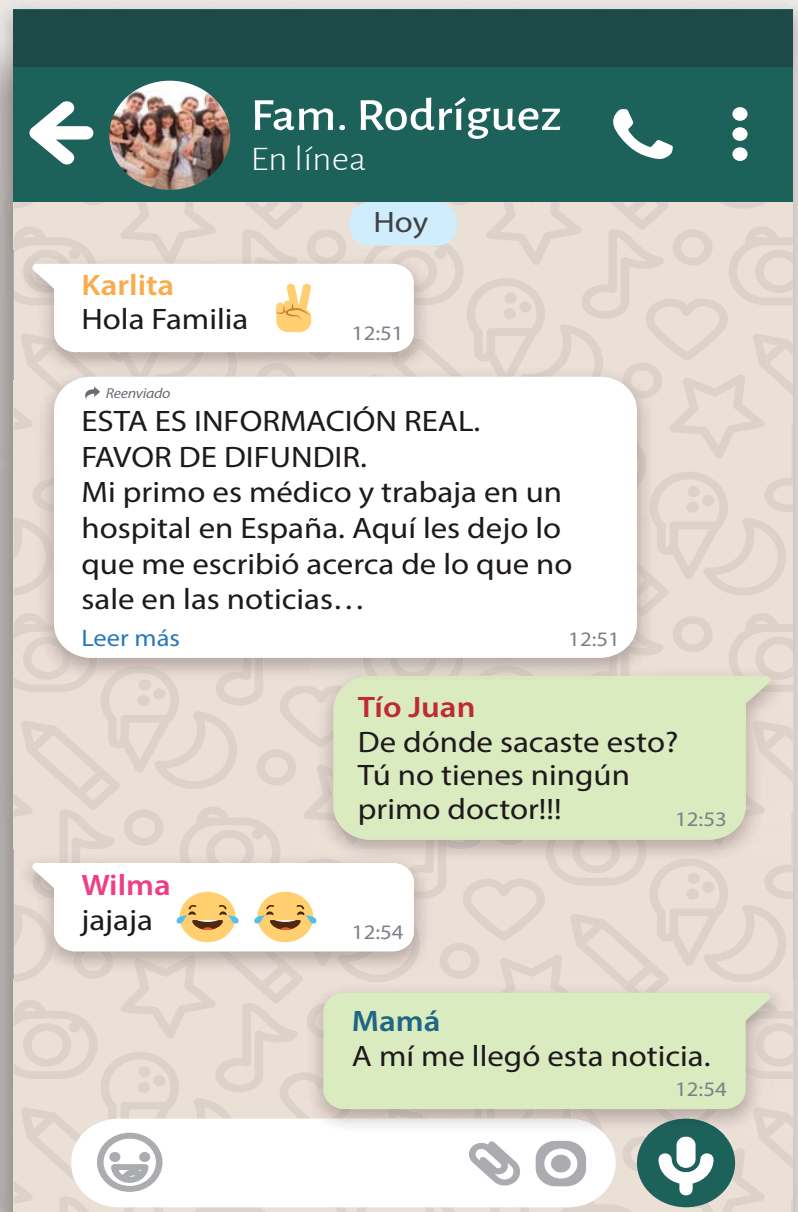 Fam. Rodríguez
En línea
Hoy
Karlita
Hola Familia
12:51
Reenviado
ESTA ES INFORMACIÓN REAL.
FAVOR DE DIFUNDIR.
Mi primo es médico y trabaja en un
hospital en España. Aquí les dejo lo
que me escribió acerca de lo que no
sale en las noticias…
Leer más 12:51
Tío Juan
De dónde sacaste esto?
Tú no tienes ningún
primo doctor!!!
12:53
Wilma
jajaja
12:54
Mamá
A mí me llegó esta noticia.
12:54